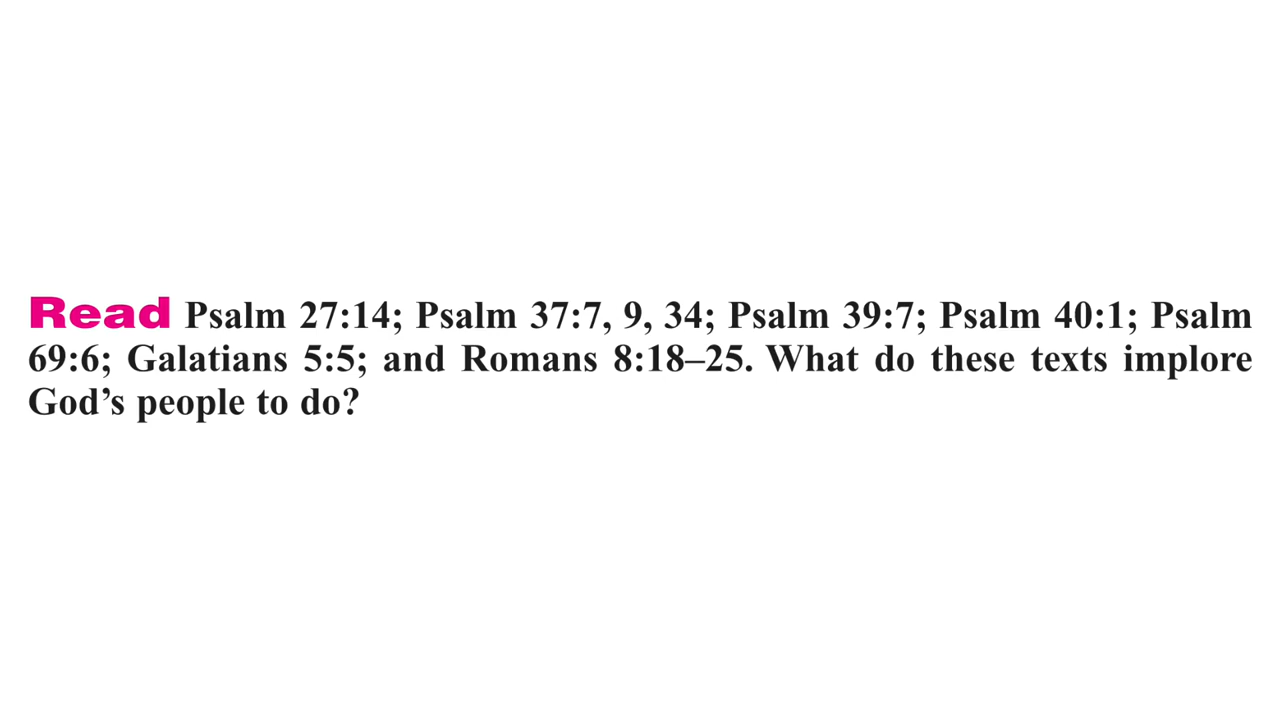 Read Psalm 27:14; Psalm 37:7, 9, 34; Psalm 39:7; Psalm 40:1; Psalm
69:6; Galatians 5:5; and Romans 8:18–25. What do these texts implore
God’s people to do?